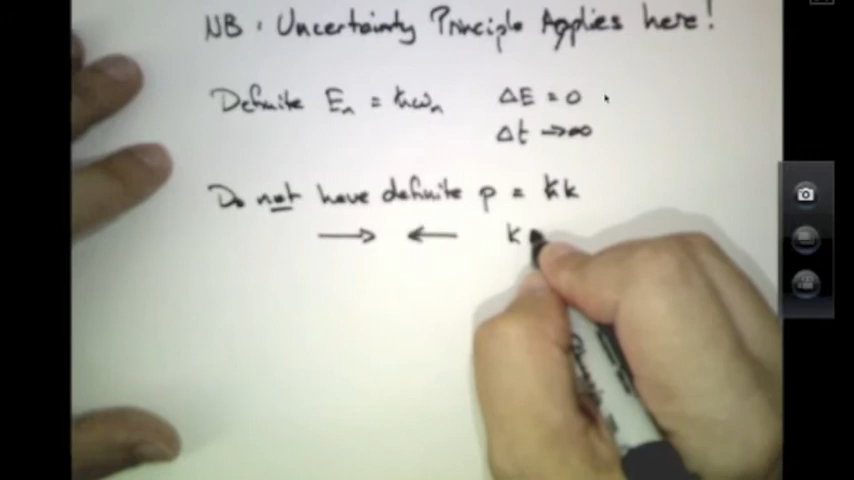 NB: Uncertainty Principle Applies here!
Definite Eₙ = ħωₙ ΔE = 0
Δt →∞
Do not have definite p = ħk
→ ← k